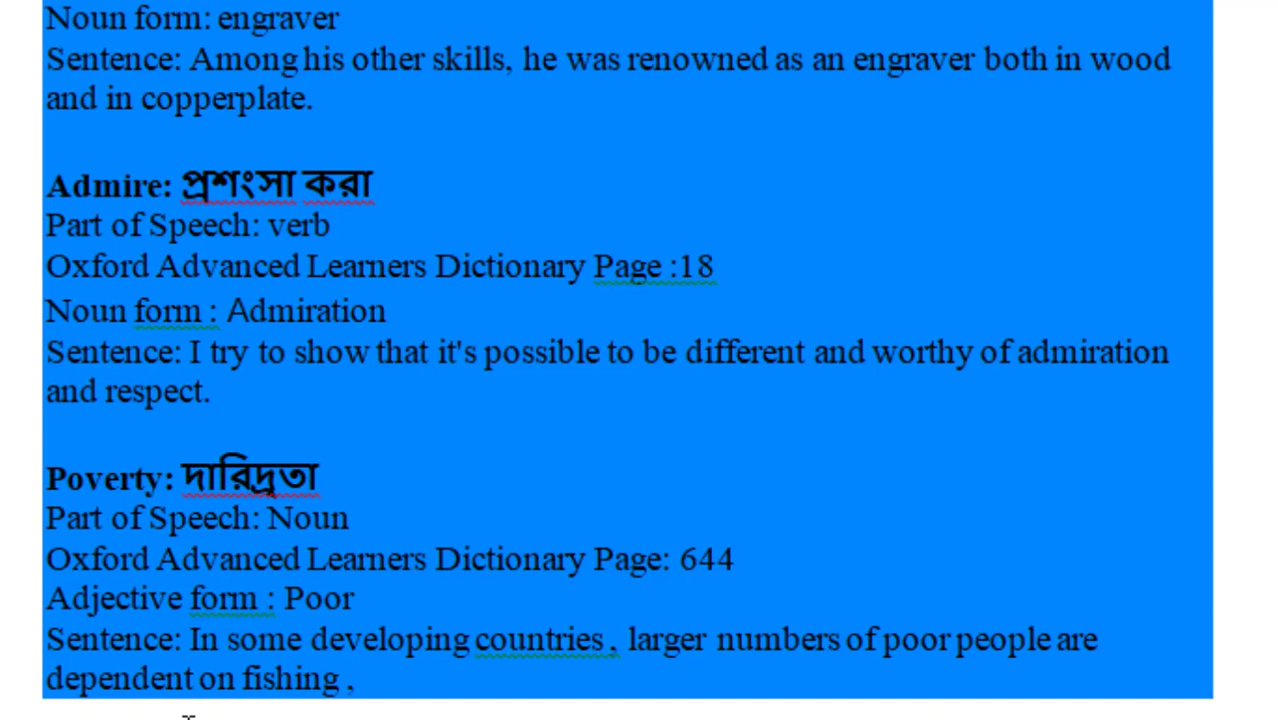 Noun form: engraver
Sentence: Among his other skills, he was renowned as an engraver both in wood
and in copperplate.
Admire: প্রশংসা করা
Part of Speech: verb
Oxford Advanced Learners Dictionary Page :18
Noun form : Admiration
Sentence: I try to show that it's possible to be different and worthy of admiration
and respect.
Poverty: দারিদ্রতা
Part of Speech: Noun
Oxford Advanced Learners Dictionary Page: 644
Adjective form : Poor
Sentence: In some developing countries , larger numbers of poor people are
dependent on fishing ,